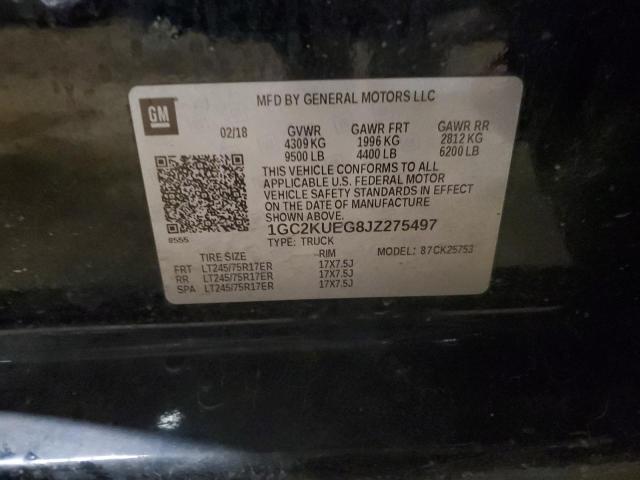 GM
MFD BY GENERAL MOTORS LLC
02/18 GVWR GAWR FRT GAWR RR
4309 KG 1996 KG 2812 KG
9500 LB 4400 LB 6200 LB
THIS VEHICLE CONFORMS TO ALL
APPLICABLE U.S. FEDERAL MOTOR
VEHICLE SAFETY STANDARDS IN EFFECT
ON THE DATE OF MANUFACTURE
SHOWN ABOVE.
8555 1GC2KUEG8JZ275497
TYPE: TRUCK MODEL: 87CK25753
TIRE SIZE RIM
FRT LT245/75R17ER 17X7.5J
RR LT245/75R17ER 17X7.5J
SPA LT245/75R17ER 17X7.5J